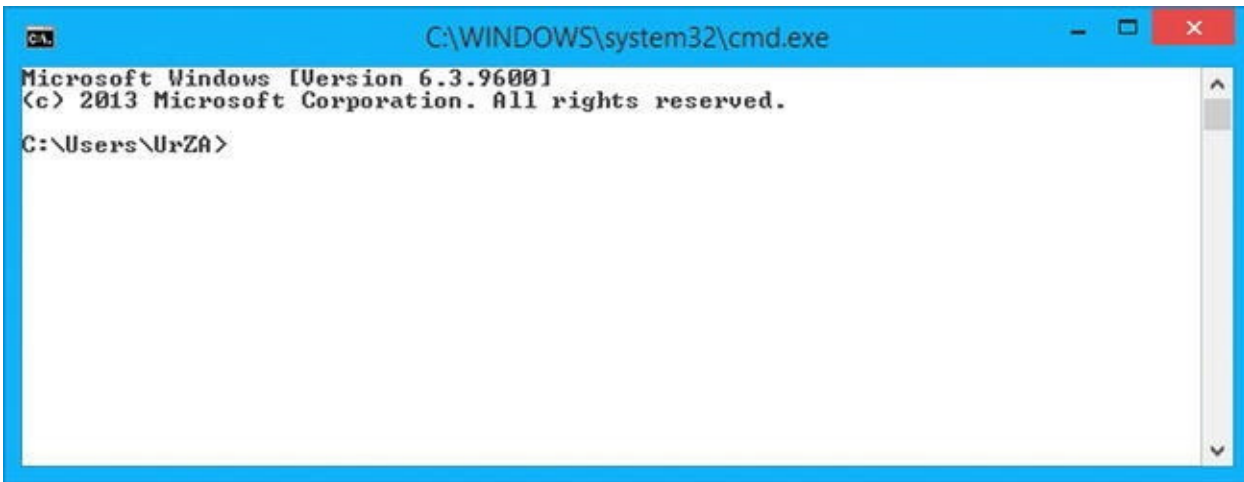 C:\WINDOWS\system32\cmd.exe
Microsoft Windows [Version 6.3.9600]
(c) 2013 Microsoft Corporation. All rights reserved.
C:\Users\UrZA>